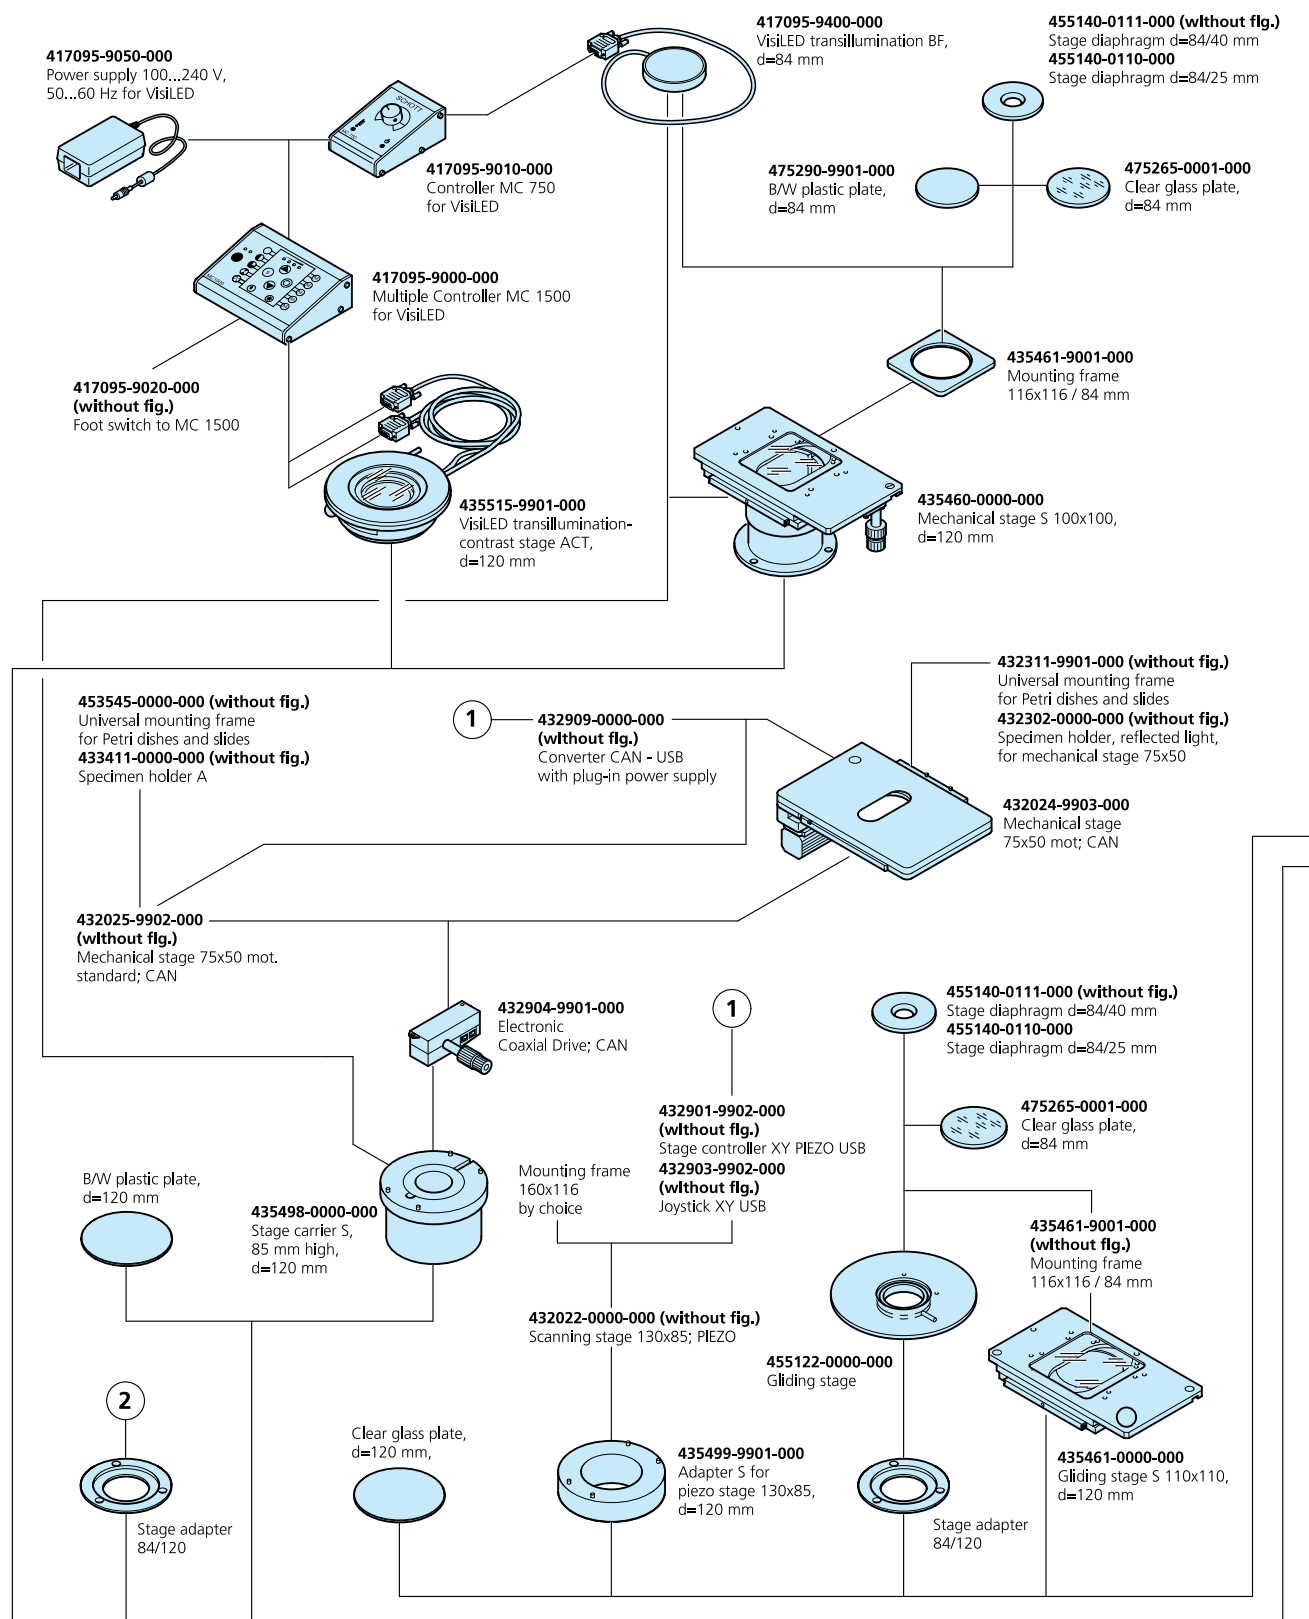 417095-9050-000
Power supply 100...240 V,
50...60 Hz for VisiLED
417095-9400-000
VisiLED transillumination BF,
d=84 mm
455140-0111-000 (without fig.)
Stage diaphragm d=84/40 mm
455140-0110-000
Stage diaphragm d=84/25 mm
SCHOTT
MC 750
417095-9010-000
Controller MC 750
for VisiLED
475290-9901-000
B/W plastic plate,
d=84 mm
475265-0001-000
Clear glass plate,
d=84 mm
MC1500
417095-9000-000
Multiple Controller MC 1500
for VisiLED
417095-9020-000
(without fig.)
Foot switch to MC 1500
435461-9001-000
Mounting frame
116x116 / 84 mm
435515-9901-000
VisiLED transillumination-
contrast stage ACT,
d=120 mm
435460-0000-000
Mechanical stage S 100x100,
d=120 mm
453545-0000-000 (without fig.)
Universal mounting frame
for Petri dishes and slides
433411-0000-000 (without fig.)
Specimen holder A
1
432909-0000-000
(without fig.)
Converter CAN - USB
with plug-in power supply
432311-9901-000 (without fig.)
Universal mounting frame
for Petri dishes and slides
432302-0000-000 (without fig.)
Specimen holder, reflected light,
for mechanical stage 75x50
432024-9903-000
Mechanical stage
75x50 mot; CAN
432025-9902-000
(without fig.)
Mechanical stage 75x50 mot.
standard; CAN
432904-9901-000
Electronic
Coaxial Drive; CAN
1
455140-0111-000 (without fig.)
Stage diaphragm d=84/40 mm
455140-0110-000
Stage diaphragm d=84/25 mm
432901-9902-000
(without fig.)
Stage controller XY PIEZO USB
432903-9902-000
(without fig.)
Joystick XY USB
475265-0001-000
Clear glass plate,
d=84 mm
B/W plastic plate,
d=120 mm
435498-0000-000
Stage carrier S,
85 mm high,
d=120 mm
Mounting frame
160x116
by choice
435461-9001-000
(without fig.)
Mounting frame
116x116 / 84 mm
432022-0000-000 (without fig.)
Scanning stage 130x85; PIEZO
455122-0000-000
Gliding stage
2
Clear glass plate,
d=120 mm,
435499-9901-000
Adapter S for
piezo stage 130x85,
d=120 mm
435461-0000-000
Gliding stage S 110x110,
d=120 mm
Stage adapter
84/120
Stage adapter
84/120